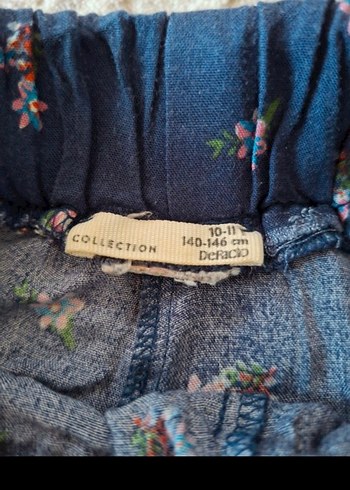 COLLECTION
10-11
140-146 cm
DeFacto